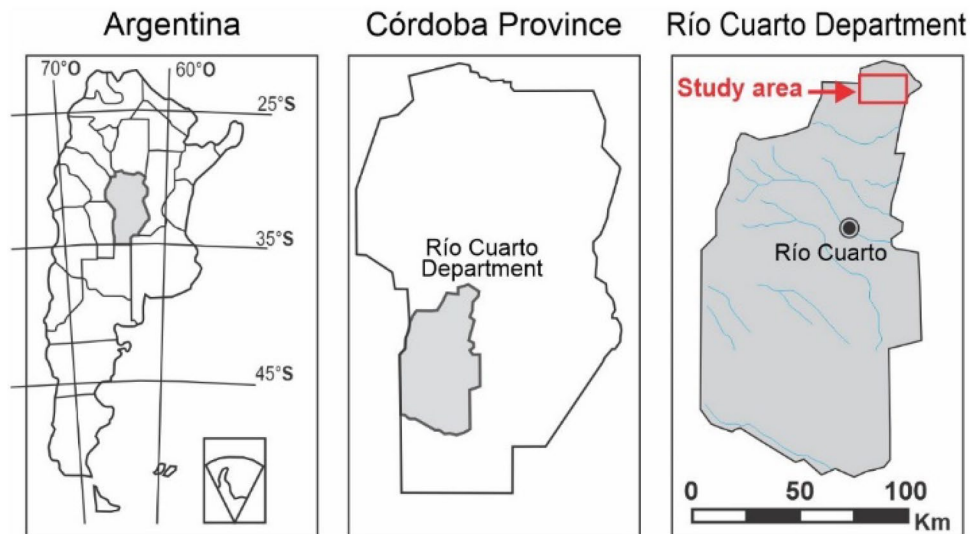 Argentina
70°O
60°O
25°S
35°S
45°S
Córdoba Province
Río Cuarto
Department
Río Cuarto Department
Study area
Río Cuarto
0 50 100
Km